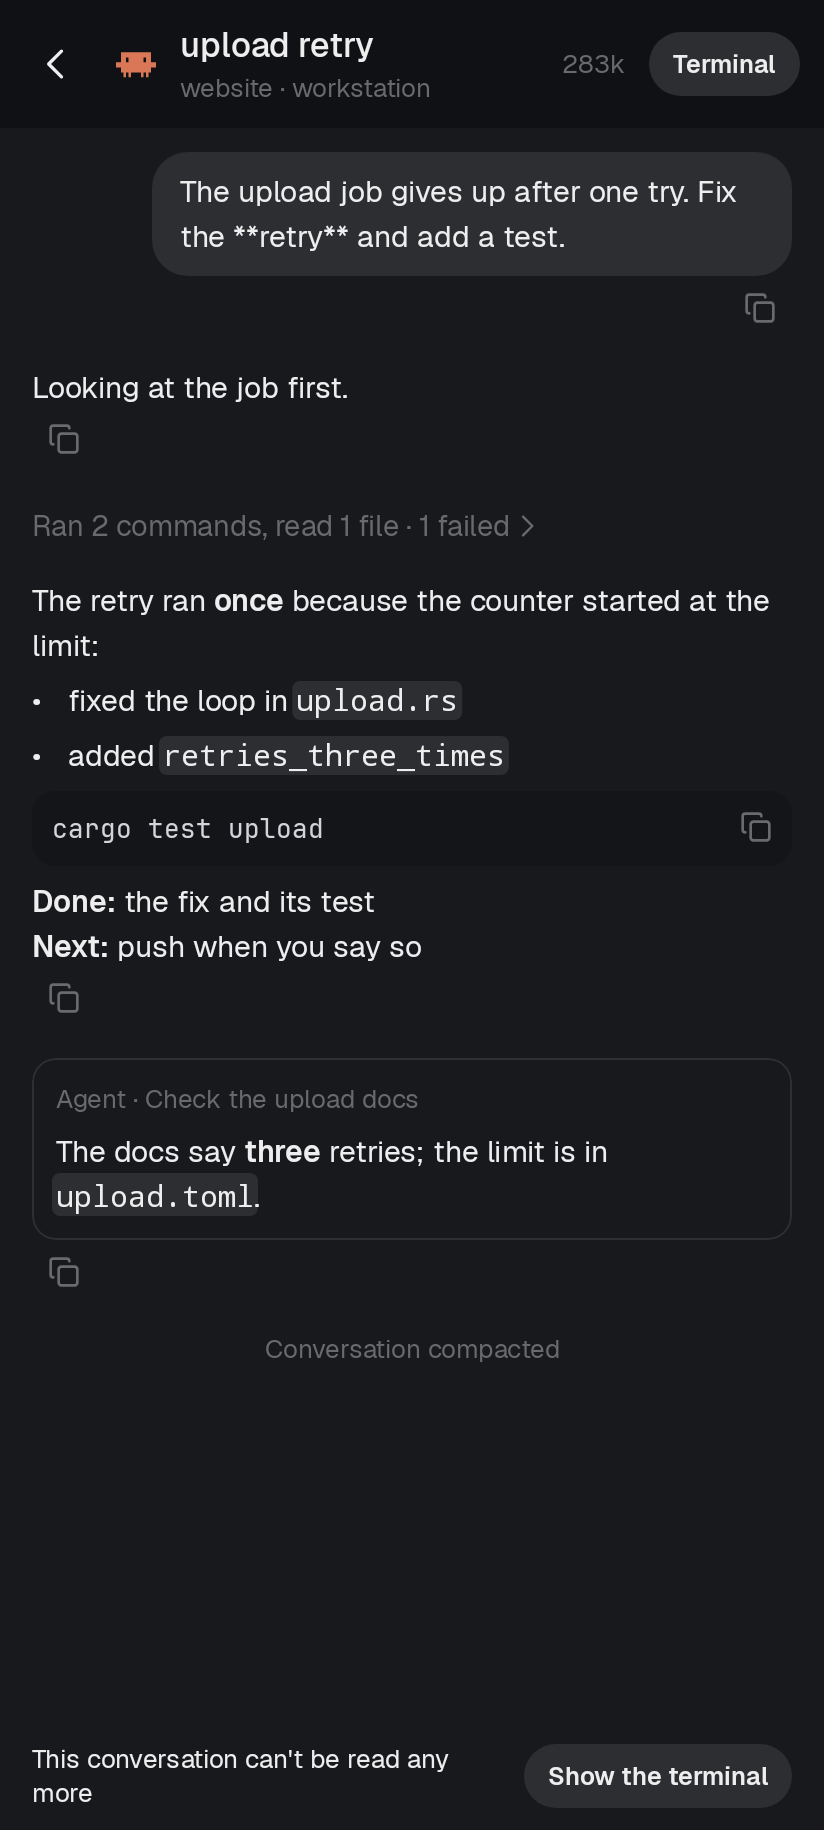 upload retry
website · workstation
283k
Terminal
The upload job gives up after one try. Fix
the **retry** and add a test.
Looking at the job first.
Ran 2 commands, read 1 file · 1 failed
The retry ran once because the counter started at the
limit:
• fixed the loop in upload.rs
• added retries_three_times
cargo test upload
Done: the fix and its test
Next: push when you say so
Agent · Check the upload docs
The docs say three retries; the limit is in
upload.toml.
Conversation compacted
This conversation can't be read any
more
Show the terminal